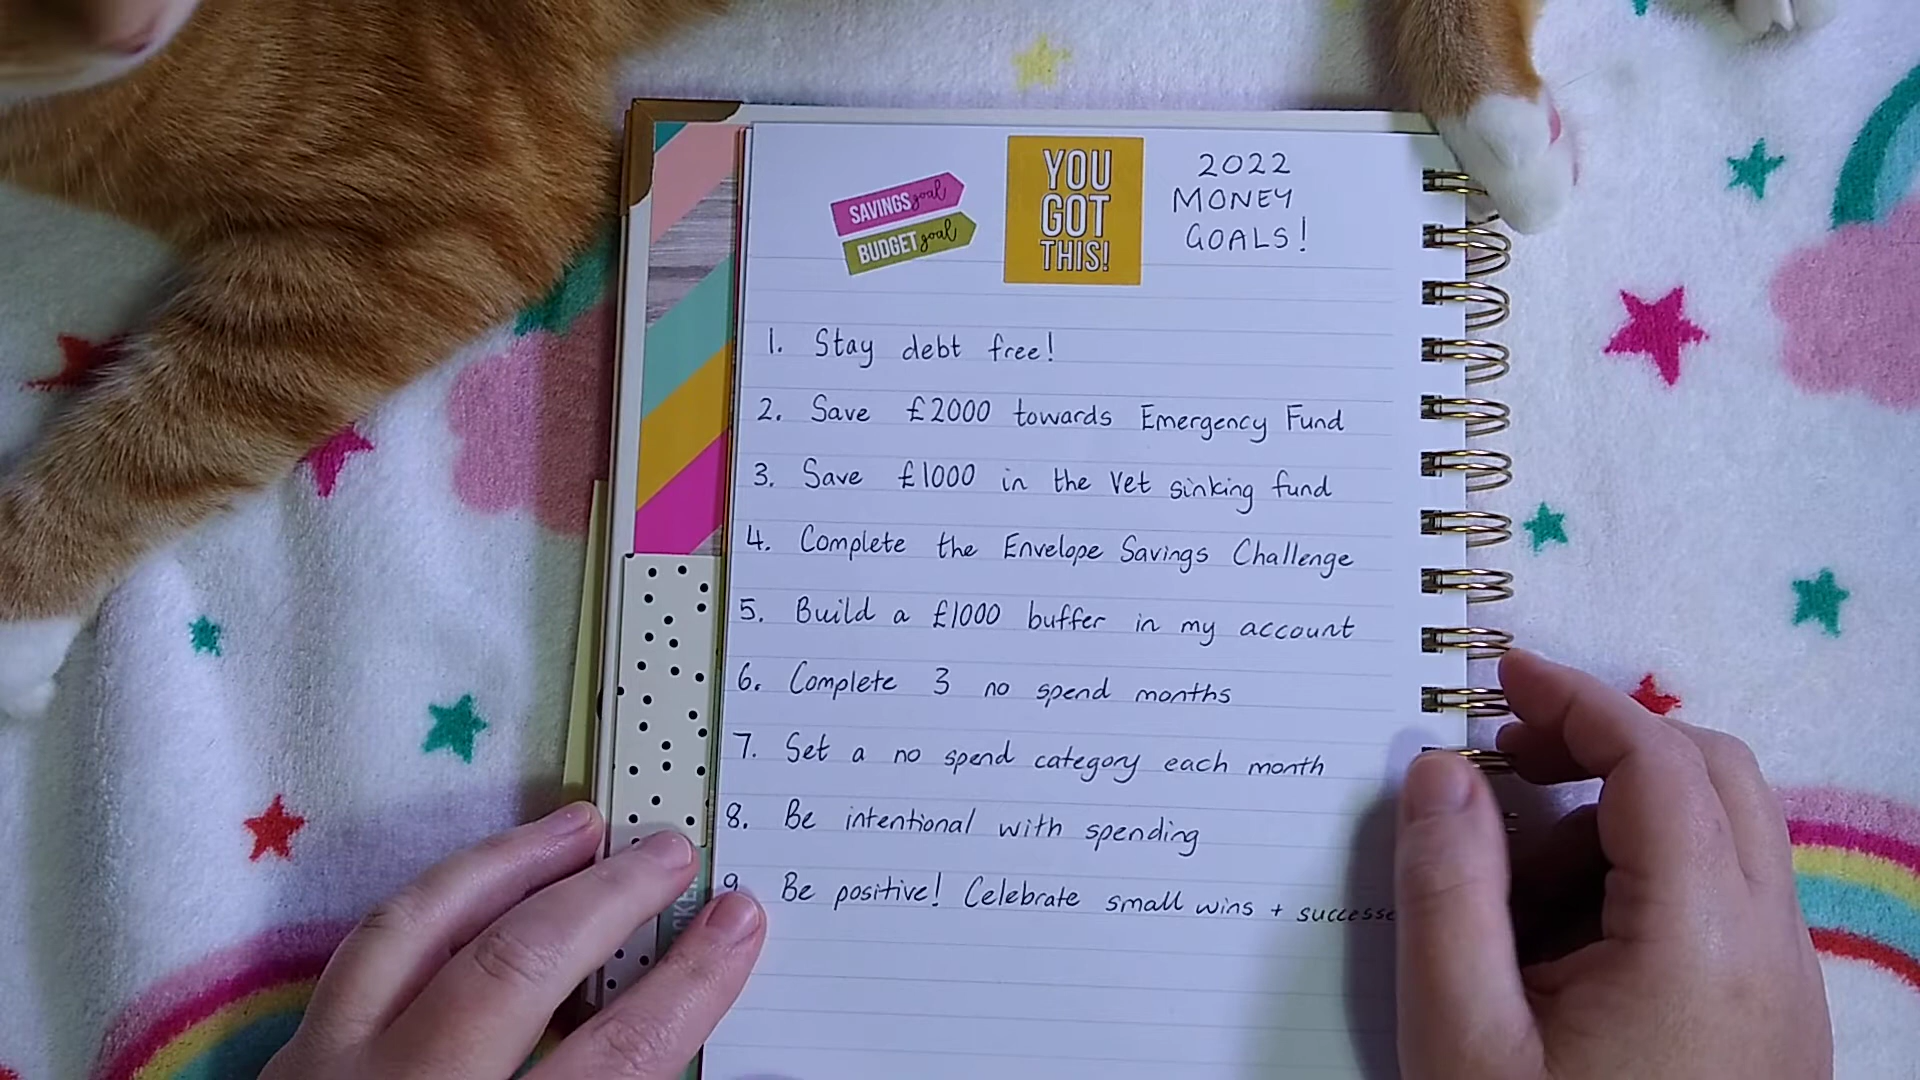 SAVINGS goal
BUDGET goal
YOU
GOT
THIS!
2022
MONEY
GOALS!
1. Stay debt free!
2. Save £2000 towards Emergency Fund
3. Save £1000 in the Vet sinking fund
4. Complete the Envelope Savings Challenge
5. Build a £1000 buffer in my account
6. Complete 3 no spend months
7. Set a no spend category each month
8. Be intentional with spending
9. Be positive! Celebrate small wins +